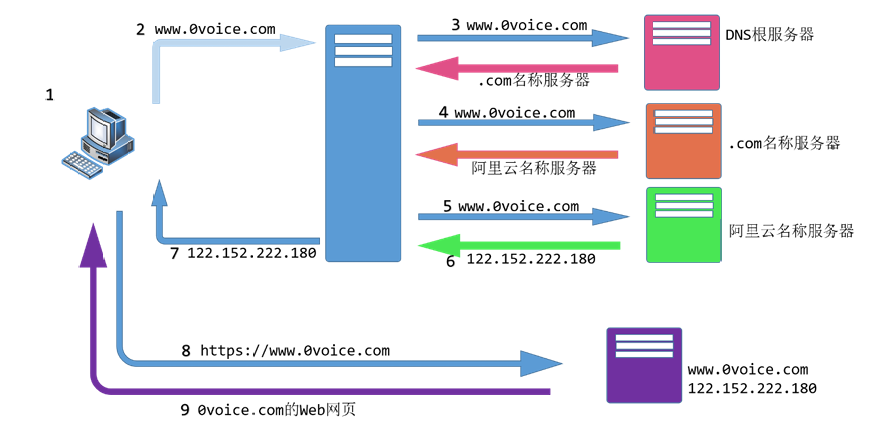 1
2 www.0voice.com
3 www.0voice.com
DNS根服务器
.com名称服务器
4 www.0voice.com
.com名称服务器
阿里云名称服务器
5 www.0voice.com
阿里云名称服务器
6 122.152.222.180
7 122.152.222.180
8 https://www.0voice.com
www.0voice.com
122.152.222.180
9 0voice.com的Web网页